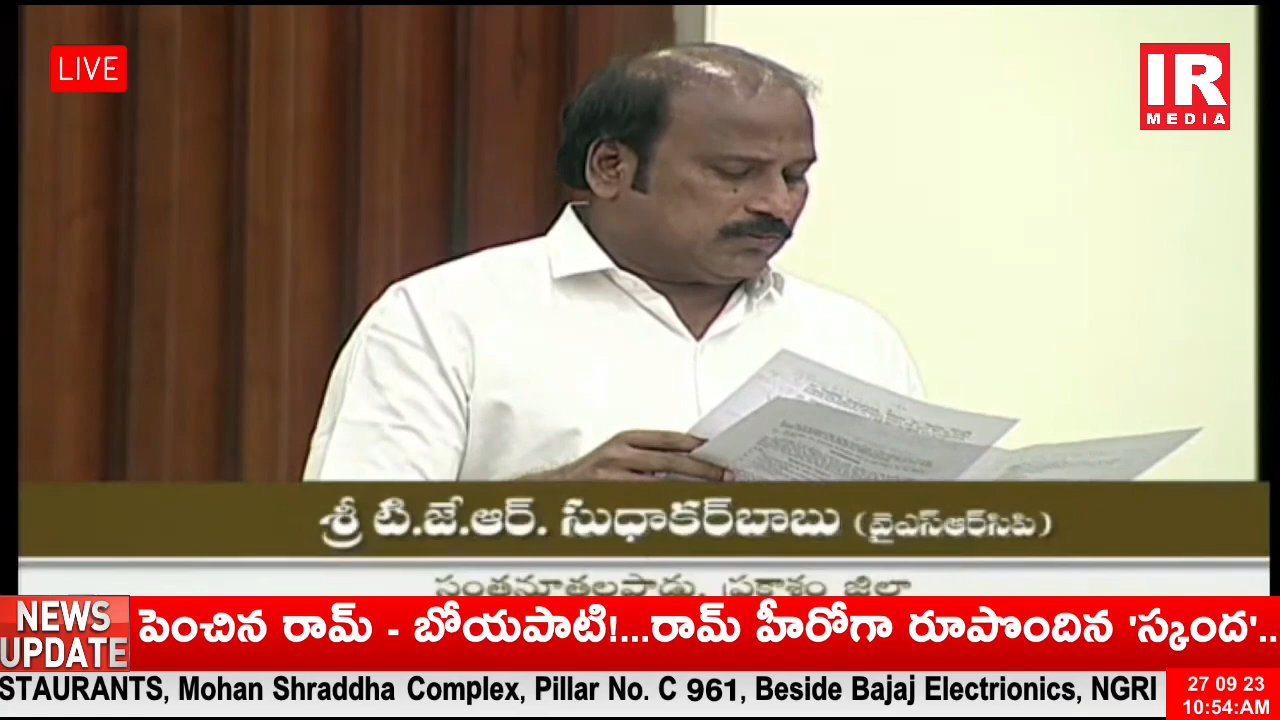 LIVE
IR
MEDIA
శ్రీ టి.జే.ఆర్. సుధాకర్‌బాబు (వైఎస్ఆర్‌సిపి)
సంతనూతలపాడు, ప్రకాశం జిల్లా
NEWS
UPDATE
పెంచిన రామ్ - బోయపాటి!...రామ్ హీరోగా రూపొందిన 'స్కంద'..
STAURANTS, Mohan Shraddha Complex, Pillar No. C 961, Beside Bajaj Electrionics, NGRI
27 09 23
10:54:AM